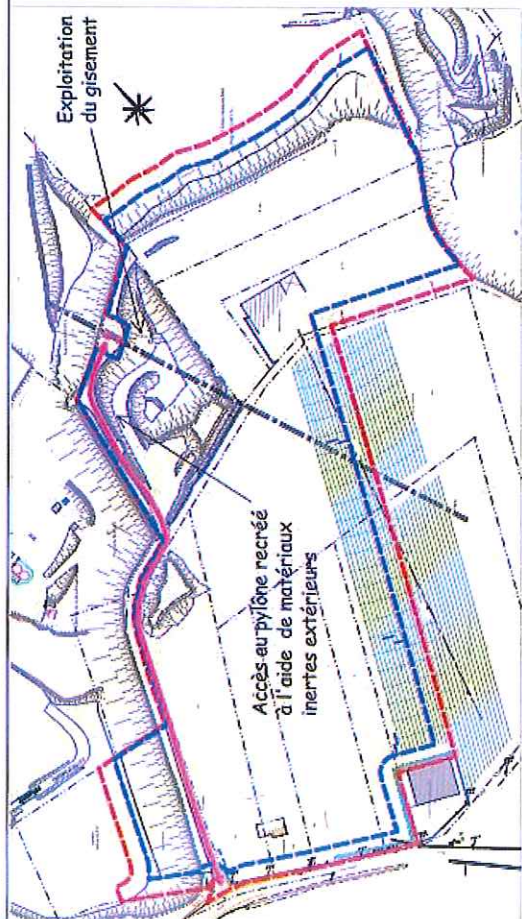 Exploitation
du gisement
Accès au pylône recréé
à l'aide de matériaux
inertes extérieurs